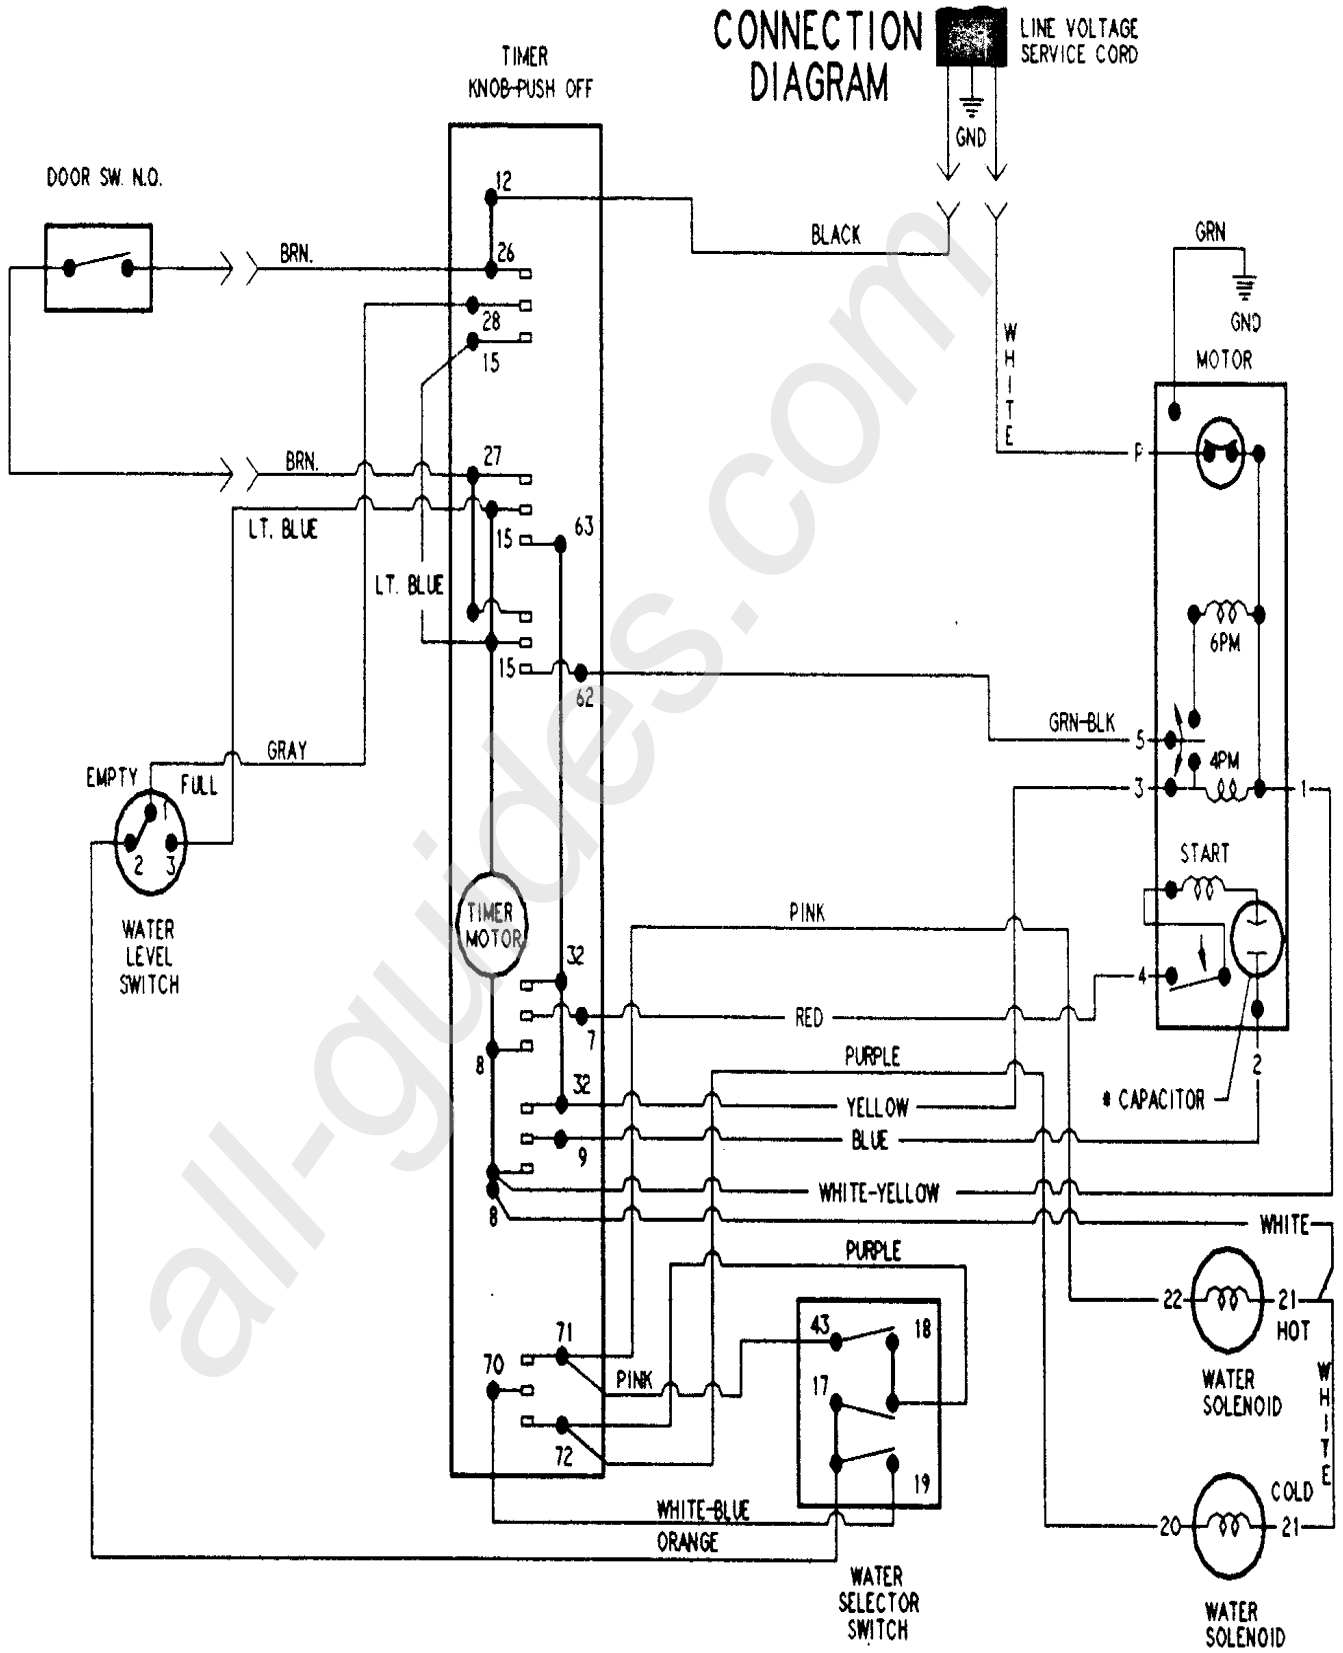 CONNECTION
DIAGRAM
LINE VOLTAGE
SERVICE CORD
TIMER
KNOB-PUSH OFF
GND
DOOR SW. N.O.
12
BLACK
GRN
BRN.
26
GND
28
15
WHITE
MOTOR
P
BRN.
27
LT. BLUE
15
63
LT. BLUE
6PM
15
62
GRN-BLK
5
GRAY
EMPTY
FULL
4PM
3
1
1
2
3
START
WATER
LEVEL
SWITCH
TIMER
MOTOR
PINK
32
4
7
RED
8
PURPLE
2
32
* CAPACITOR
YELLOW
BLUE
9
WHITE-YELLOW
8
WHITE
PURPLE
22
21
HOT
71
43
18
70
PINK
17
WATER
SOLENOID
WHITE
72
19
COLD
WHITE-BLUE
ORANGE
20
21
WATER
SELECTOR
SWITCH
WATER
SOLENOID
all-guides.com